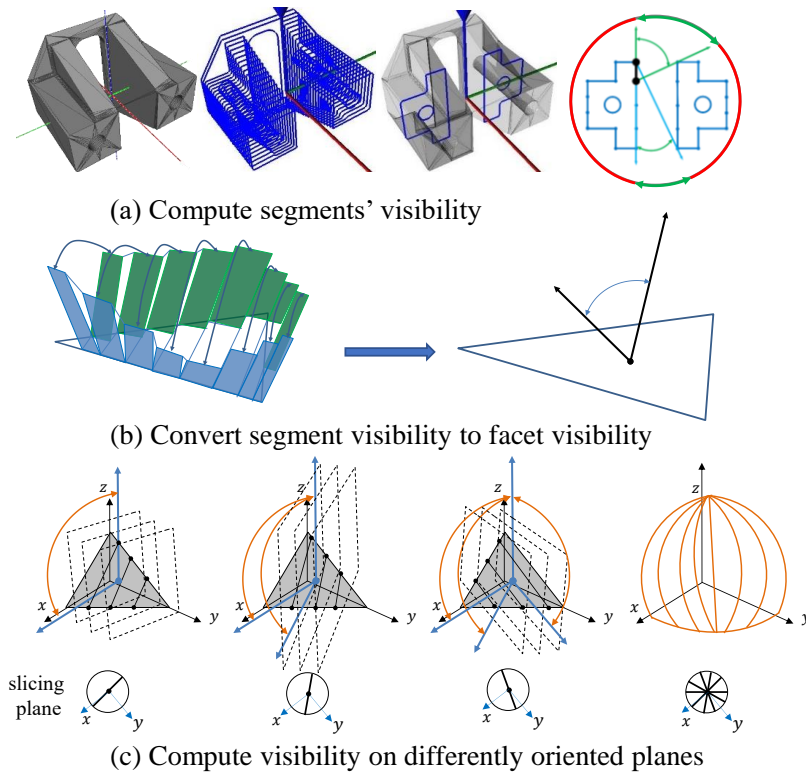 (a) Compute segments’ visibility
(b) Convert segment visibility to facet visibility
z z z z
x y x y x y x y
slicing
plane
x y x y x y x y
(c) Compute visibility on differently oriented planes